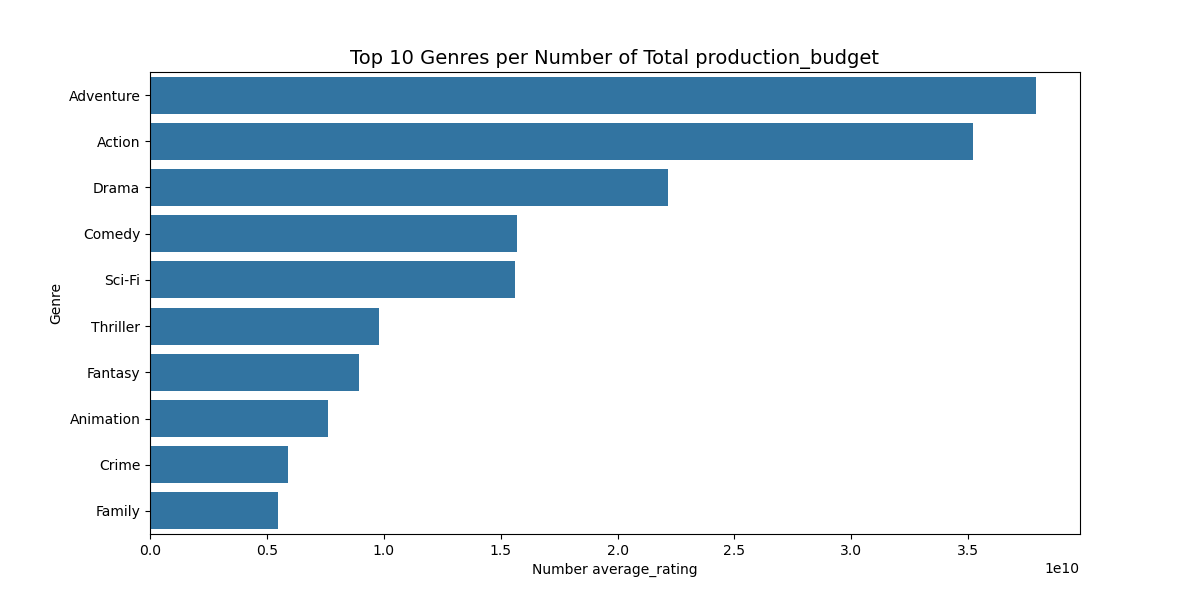 Top 10 Genres per Number of Total production_budget
Adventure
Action
Drama
Comedy
Sci-Fi
Thriller
Fantasy
Animation
Crime
Family
Genre
0.0 0.5 1.0 1.5 2.0 2.5 3.0 3.5
1e10
Number average_rating